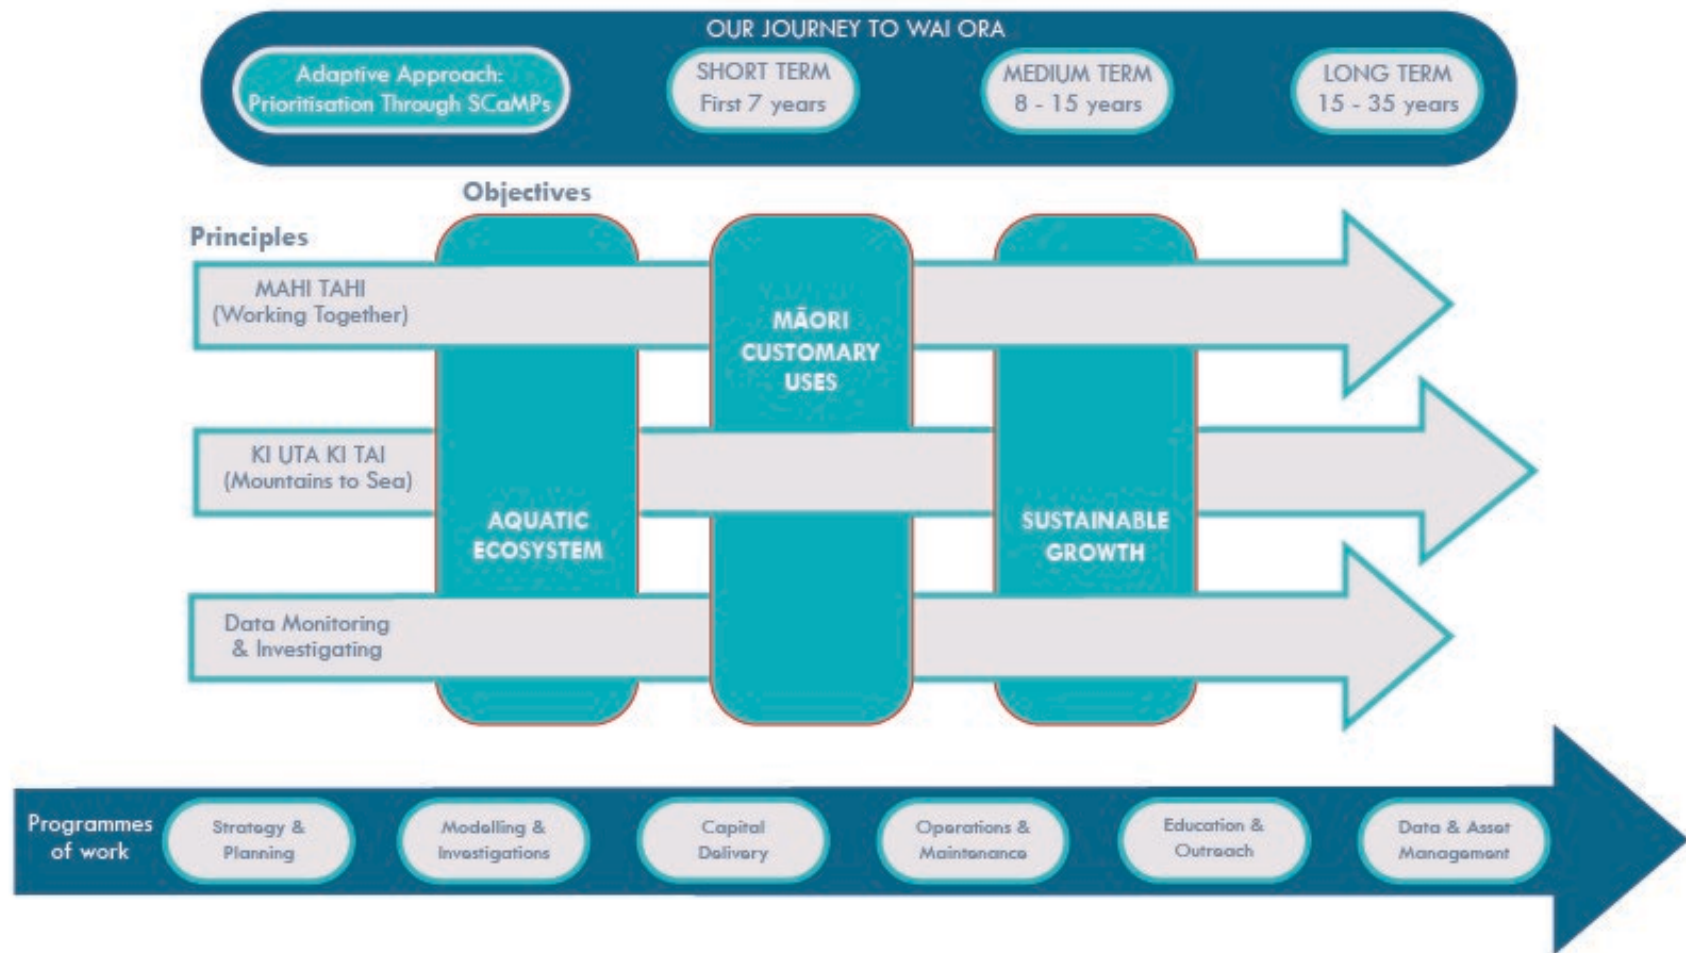 OUR JOURNEY TO WAI ORA
Adaptive Approach:
Prioritisation Through SCaMPs
SHORT TERM
First 7 years
MEDIUM TERM
8 - 15 years
LONG TERM
15 - 35 years
Objectives
Principles
MAHI TAHI
(Working Together)
MĀORI
CUSTOMARY
USES
KI UTA KI TAI
(Mountains to Sea)
AQUATIC
ECOSYSTEM
SUSTAINABLE
GROWTH
Data Monitoring
& Investigating
Programmes
of work
Strategy &
Planning
Modelling &
Investigations
Capital
Delivery
Operations &
Maintenance
Education &
Outreach
Data & Asset
Management